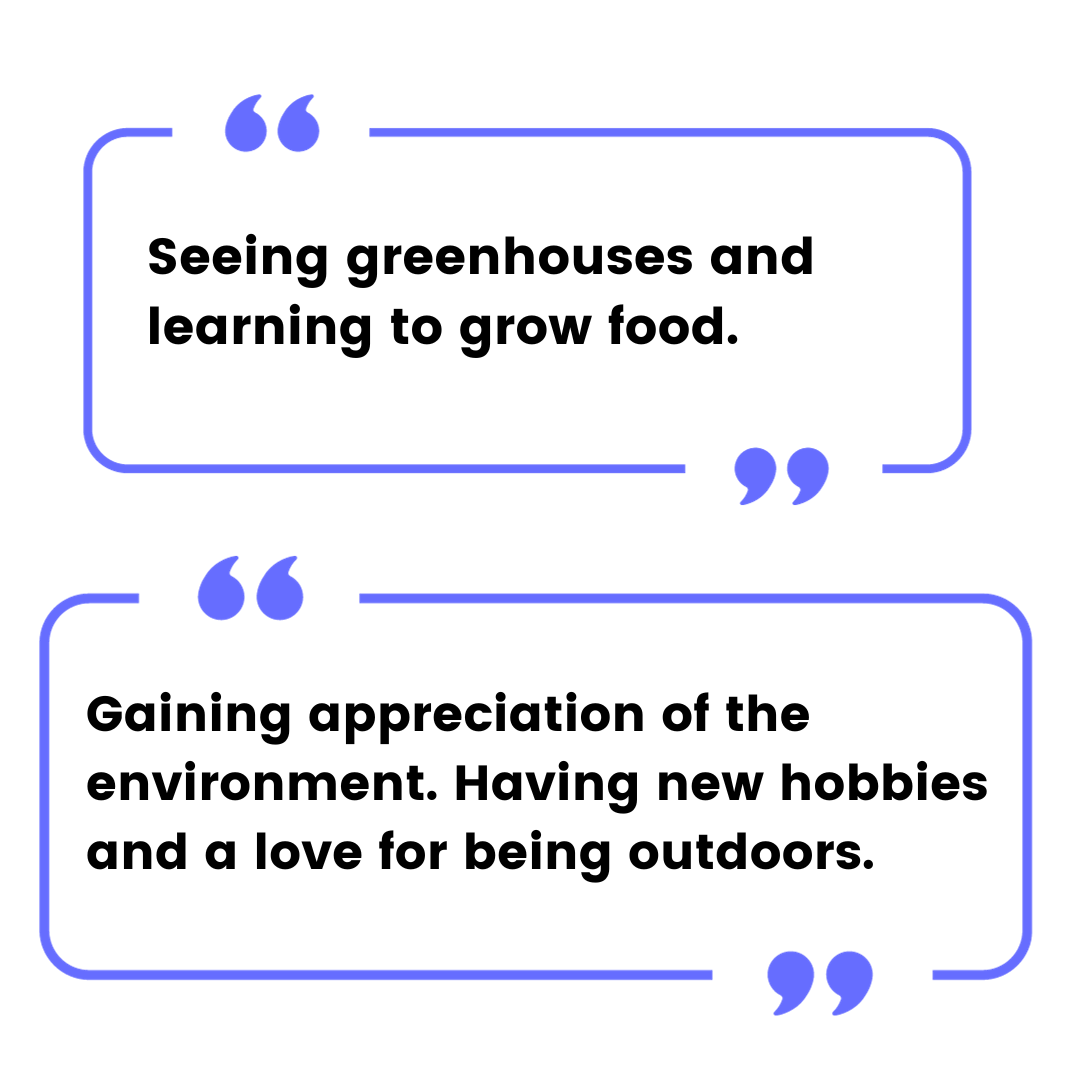 Seeing greenhouses and
learning to grow food.
Gaining appreciation of the
environment. Having new hobbies
and a love for being outdoors.